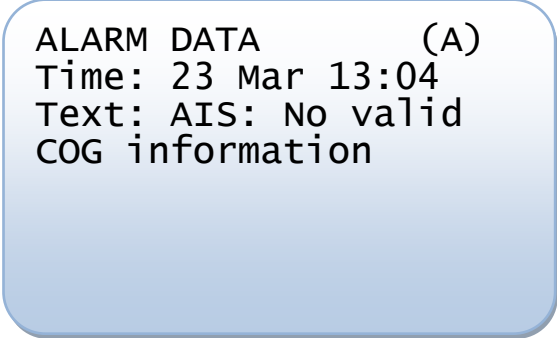 ALARM DATA (A)
Time: 23 Mar 13:04
Text: AIS: No valid
COG information